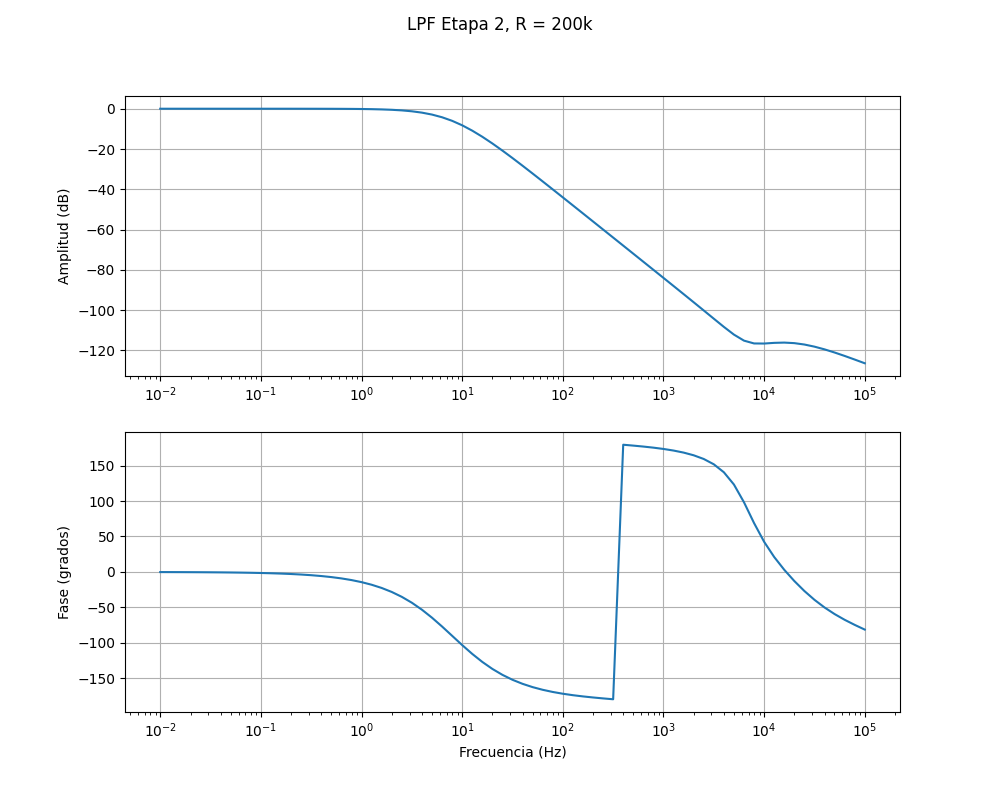 LPF Etapa 2, R = 200k
Amplitud (dB)
0
−20
−40
−60
−80
−100
−120
10⁻² 10⁻¹ 10⁰ 10¹ 10² 10³ 10⁴ 10⁵
Fase (grados)
150
100
50
0
−50
−100
−150
10⁻² 10⁻¹ 10⁰ 10¹ 10² 10³ 10⁴ 10⁵
Frecuencia (Hz)